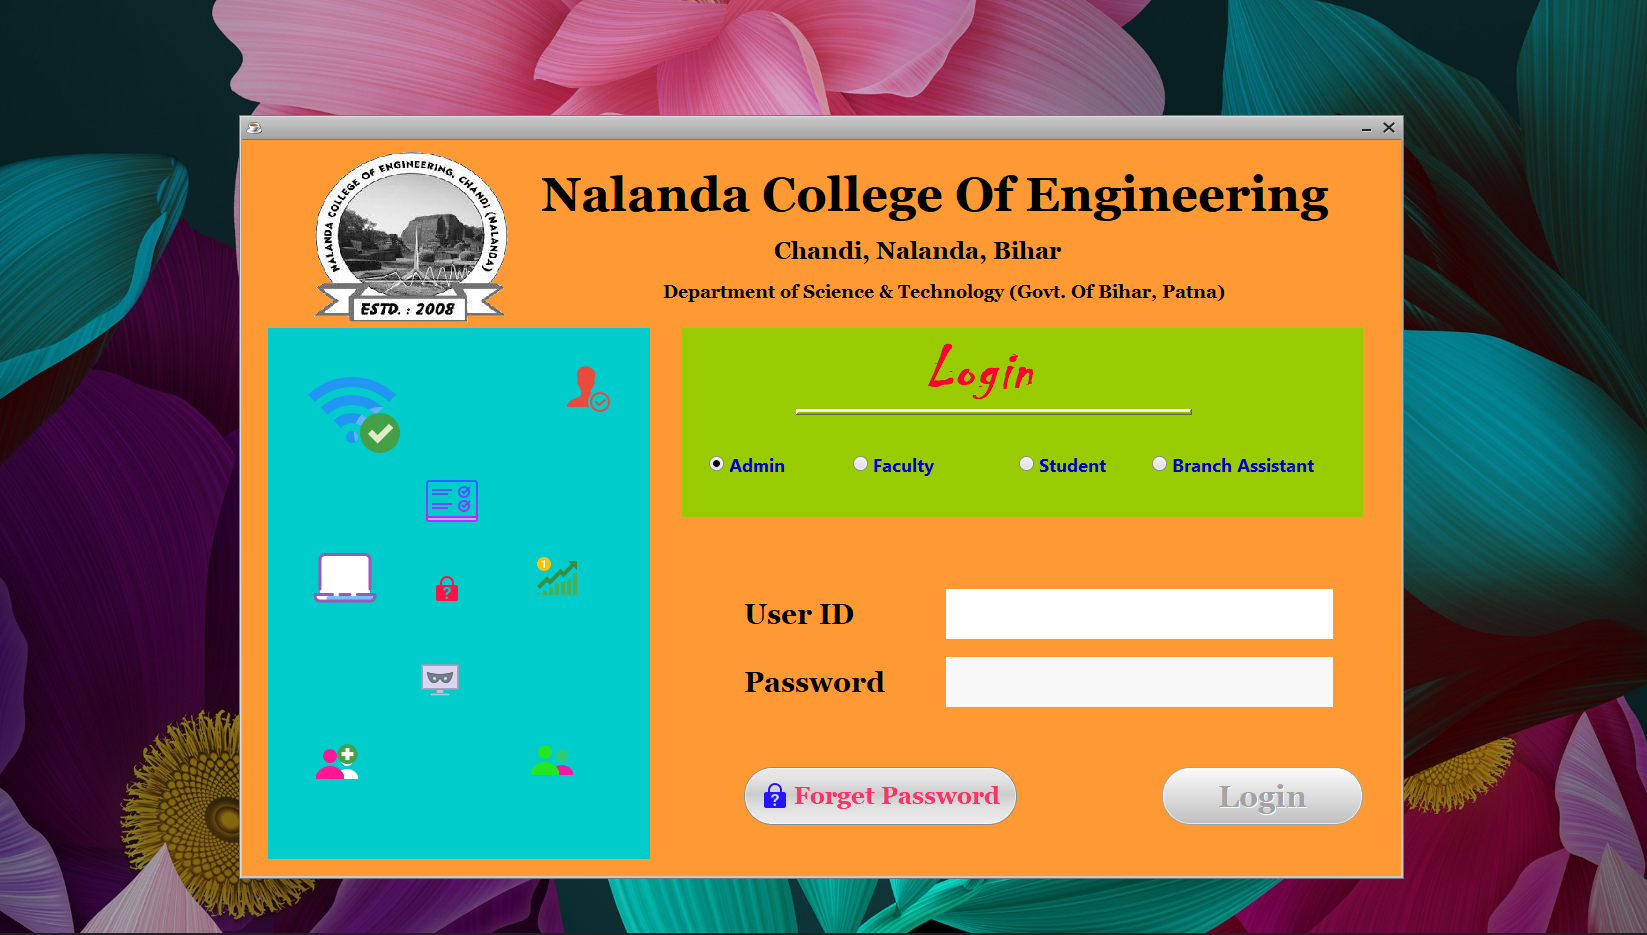 NALANDA COLLEGE OF ENGINEERING, CHANDI (NALANDA)
ESTD. : 2008
Nalanda College Of Engineering
Chandi, Nalanda, Bihar
Department of Science & Technology (Govt. Of Bihar, Patna)
Login
Admin Faculty Student Branch Assistant
1
?
User ID
Password
? Forget Password Login